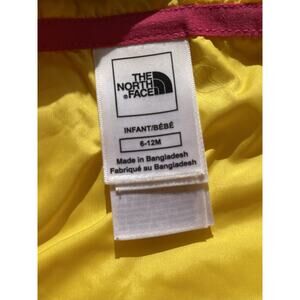 THE
NORTH
FACE
INFANT/BÉBÉ
6-12M
Made in Bangladesh
Fabriqué au Bangladesh